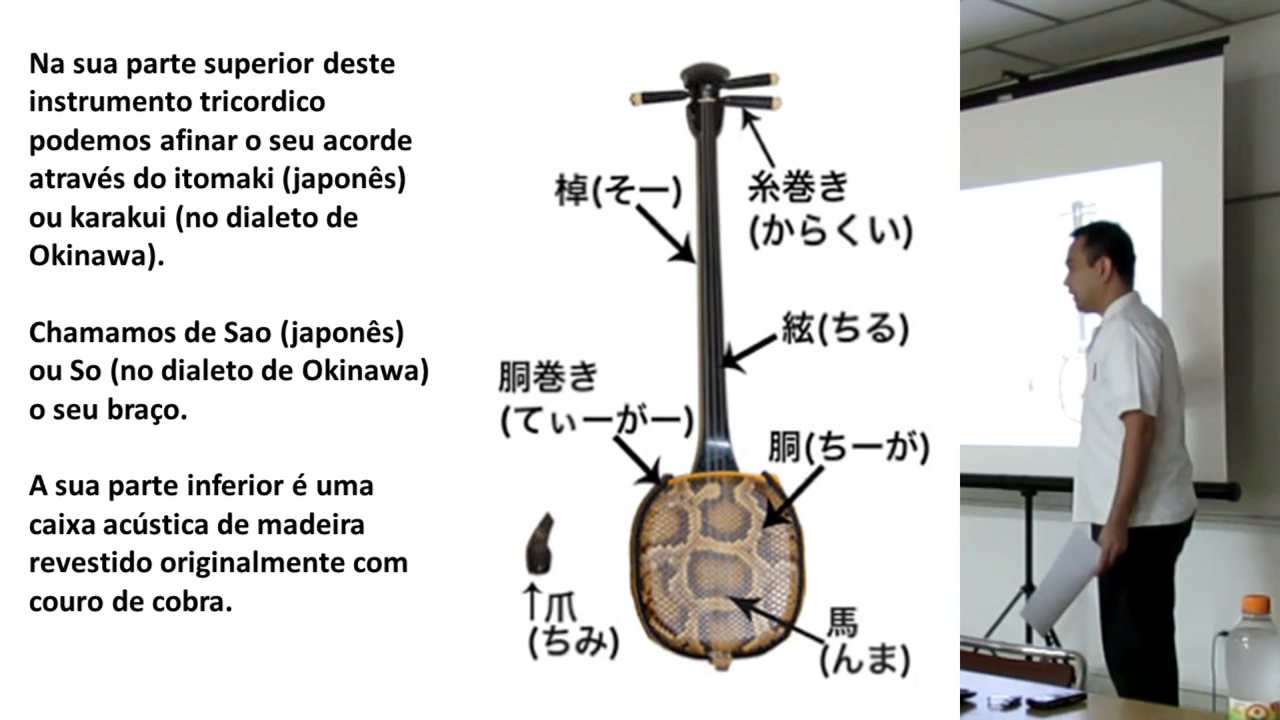 Na sua parte superior deste
instrumento tricordico
podemos afinar o seu acorde
através do itomaki (japonês)
ou karakui (no dialeto de
Okinawa).
Chamamos de Sao (japonês)
ou So (no dialeto de Okinawa)
o seu braço.
A sua parte inferior é uma
caixa acústica de madeira
revestido originalmente com
couro de cobra.
棹(そー)
糸巻き
(からくい)
絃(ちる)
胴巻き
(てぃーがー)
胴(ちーが)
爪
(ちみ)
馬
(んま)